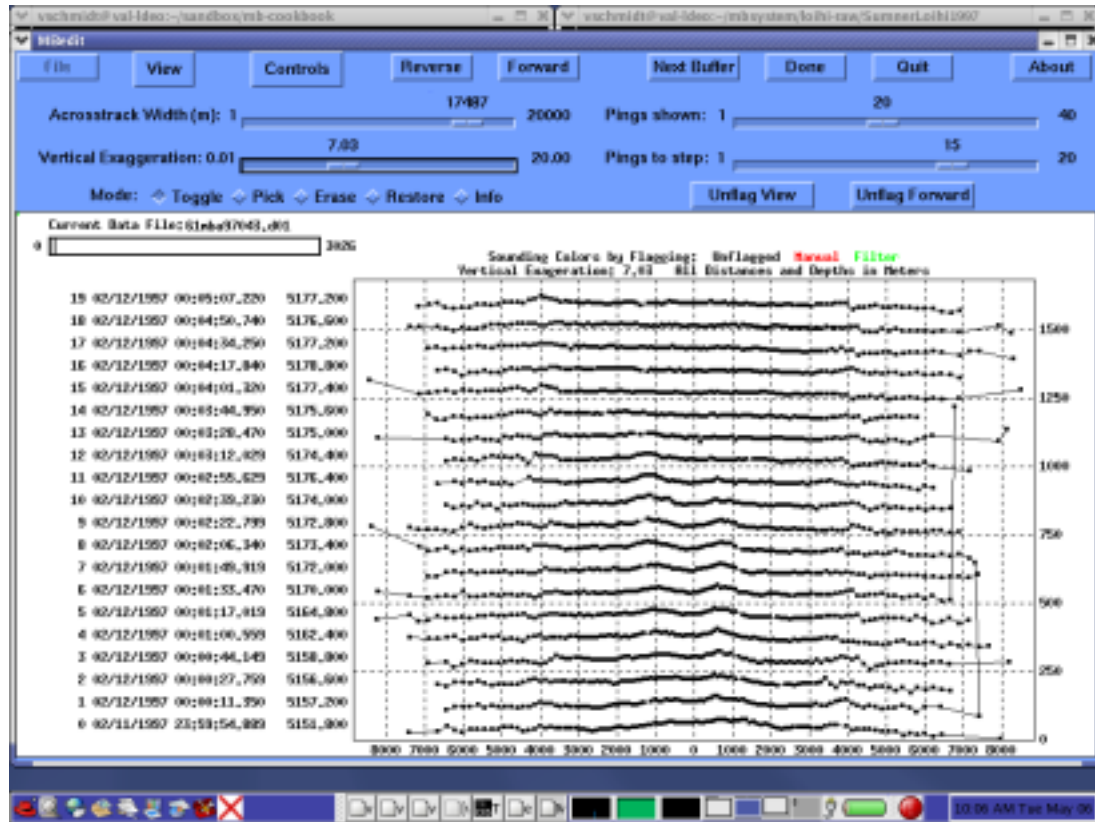 vschmidt@val-ldeo:~/sandbox/mb-cookbook
vschmidt@val-ldeo:~/mbsystem/loihi-raw/SumnerLoihi1997
MBedit
File View Controls Reverse Forward Next Buffer Done Quit About
17487
Acrosstrack Width (m): 1 20000
20
Pings shown: 1 40
7.03
Vertical Exaggeration: 0.01 20.00
15
Pings to step: 1 20
Mode: Toggle Pick Erase Restore Info
Unflag View Unflag Forward
Current Data File:
0 3026
Sounding Colors by Flagging: Unflagged Manual Filter
Vertical Exageration: 7.03 All Distances and Depths in Meters
19 02/12/1997 00:05:07.220 5177.200
18 02/12/1997 00:04:50.740 5176.600
17 02/12/1997 00:04:34.250 5177.200
16 02/12/1997 00:04:17.840 5178.800
15 02/12/1997 00:04:01.320 5177.400
14 02/12/1997 00:03:44.950 5175.600
13 02/12/1997 00:03:28.470 5175.000
12 02/12/1997 00:03:12.029 5174.400
11 02/12/1997 00:02:55.629 5176.400
10 02/12/1997 00:02:39.230 5174.000
9 02/12/1997 00:02:22.799 5172.800
8 02/12/1997 00:02:06.340 5173.400
7 02/12/1997 00:01:49.919 5172.000
6 02/12/1997 00:01:33.470 5170.000
5 02/12/1997 00:01:17.019 5164.800
4 02/12/1997 00:01:00.559 5162.400
3 02/12/1997 00:00:44.149 5158.800
2 02/12/1997 00:00:27.759 5156.600
1 02/12/1997 00:00:11.350 5157.200
0 02/11/1997 23:59:54.889 5151.800
1500
1250
1000
750
500
250
0
8000 7000 6000 5000 4000 3000 2000 1000 0 1000 2000 3000 4000 5000 6000 7000 8000
10:06 AM Tue May 06